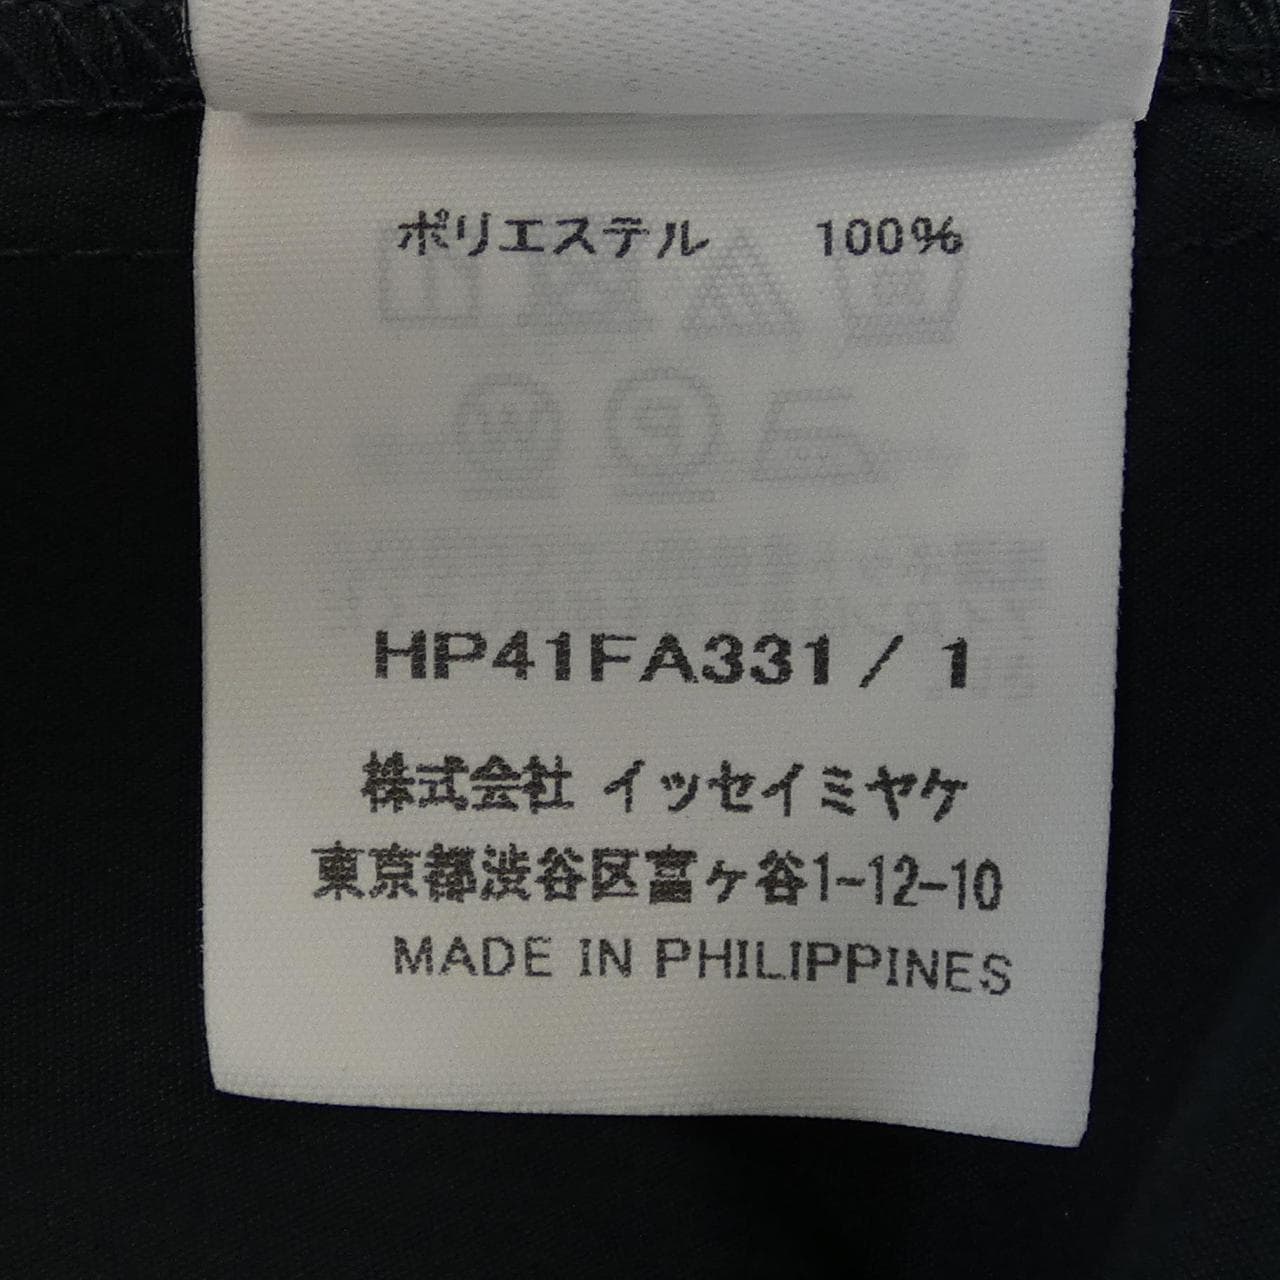 ポリエステル 100%
HP41FA331 / 1
株式会社 イッセイミヤケ
東京都渋谷区富ヶ谷1-12-10
MADE IN PHILIPPINES